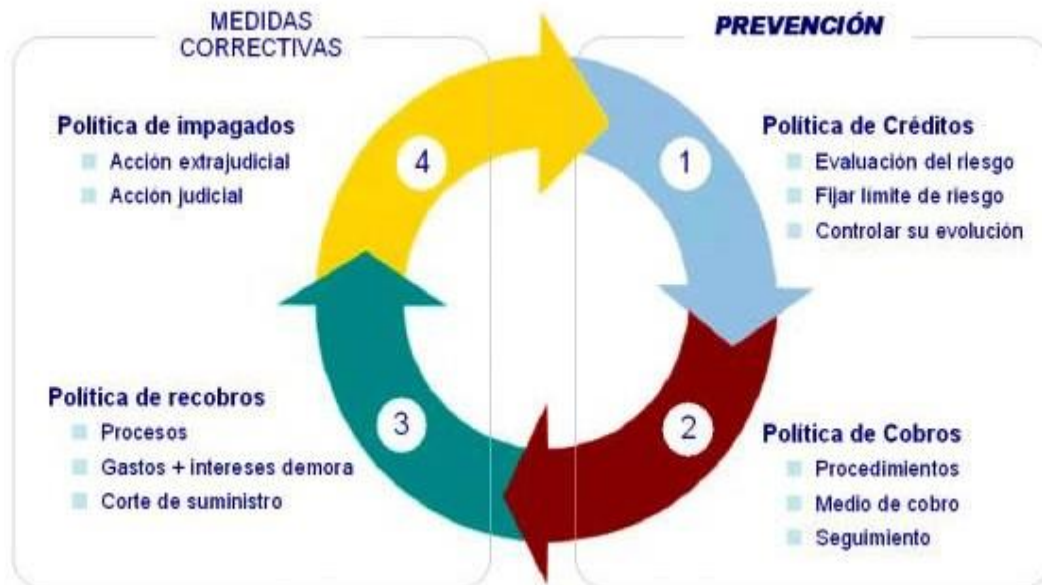 MEDIDAS
CORRECTIVAS
PREVENCIÓN
Política de impagados
Acción extrajudicial
Acción judicial
4
1
Política de Créditos
Evaluación del riesgo
Fijar límite de riesgo
Controlar su evolución
Política de recobros
Procesos
Gastos + intereses demora
Corte de suministro
3
2
Política de Cobros
Procedimientos
Medio de cobro
Seguimiento